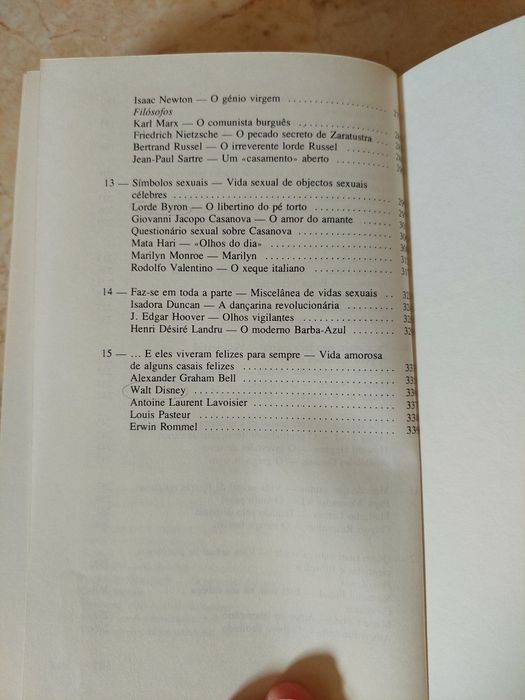 Isaac Newton — O génio virgem
Filósofos
Karl Marx — O comunista burguês
Friedrich Nietzsche — O pecado secreto de Zaratustra
Bertrand Russel — O irreverente lorde Russel
Jean-Paul Sartre — Um «casamento» aberto
13 — Símbolos sexuais — Vida sexual de objectos sexuais
célebres
Lorde Byron — O libertino do pé torto
Giovanni Jacopo Casanova — O amor do amante
Questionário sexual sobre Casanova
Mata Hari — «Olhos do dia»
Marilyn Monroe — Marilyn
Rodolfo Valentino — O xeque italiano
14 — Faz-se em toda a parte — Miscelânea de vidas sexuais
Isadora Duncan — A dançarina revolucionária
J. Edgar Hoover — Olhos vigilantes
Henri Désiré Landru — O moderno Barba-Azul
15 — ... E eles viveram felizes para sempre — Vida amorosa
de alguns casais felizes
Alexander Graham Bell 335
Walt Disney 336
Antoine Laurent Lavoisier 337
Louis Pasteur 338
Erwin Rommel 339